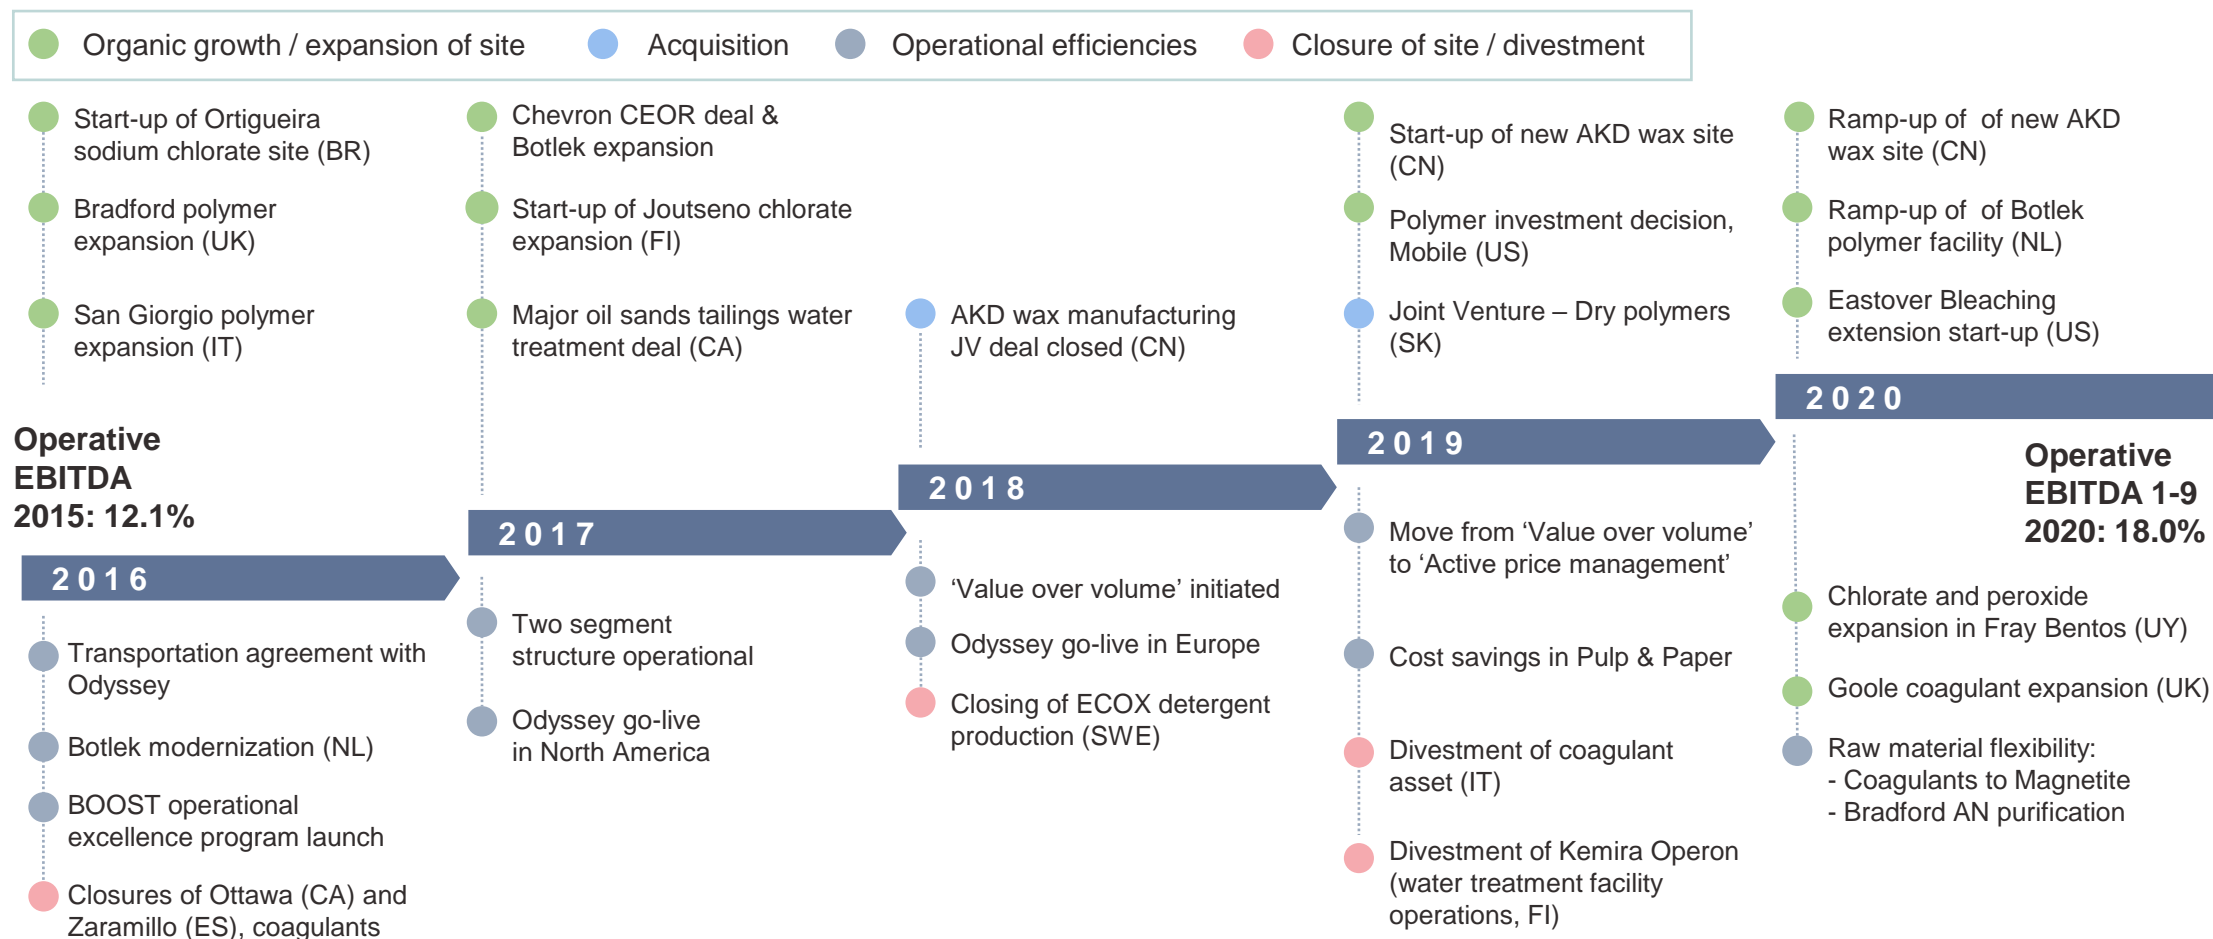 Organic growth / expansion of site
Acquisition
Operational efficiencies
Closure of site / divestment
Start-up of Ortigueira
sodium chlorate site (BR)
Bradford polymer
expansion (UK)
San Giorgio polymer
expansion (IT)
Operative
EBITDA
2015: 12.1%
2016
Transportation agreement with
Odyssey
Botlek modernization (NL)
BOOST operational
excellence program launch
Closures of Ottawa (CA) and
Zaramillo (ES), coagulants
Chevron CEOR deal &
Botlek expansion
Start-up of Joutseno chlorate
expansion (FI)
Major oil sands tailings water
treatment deal (CA)
2017
Two segment
structure operational
Odyssey go-live
in North America
AKD wax manufacturing
JV deal closed (CN)
2018
‘Value over volume’ initiated
Odyssey go-live in Europe
Closing of ECOX detergent
production (SWE)
Start-up of new AKD wax site
(CN)
Polymer investment decision,
Mobile (US)
Joint Venture – Dry polymers
(SK)
2019
Move from ‘Value over volume’
to ‘Active price management’
Cost savings in Pulp & Paper
Divestment of coagulant
asset (IT)
Divestment of Kemira Operon
(water treatment facility
operations, FI)
Ramp-up of  of new AKD
wax site (CN)
Ramp-up of  of Botlek
polymer facility (NL)
Eastover Bleaching
extension start-up (US)
2020
Operative
EBITDA 1-9
2020: 18.0%
Chlorate and peroxide
expansion in Fray Bentos (UY)
Goole coagulant expansion (UK)
Raw material flexibility:
- Coagulants to Magnetite
- Bradford AN purification